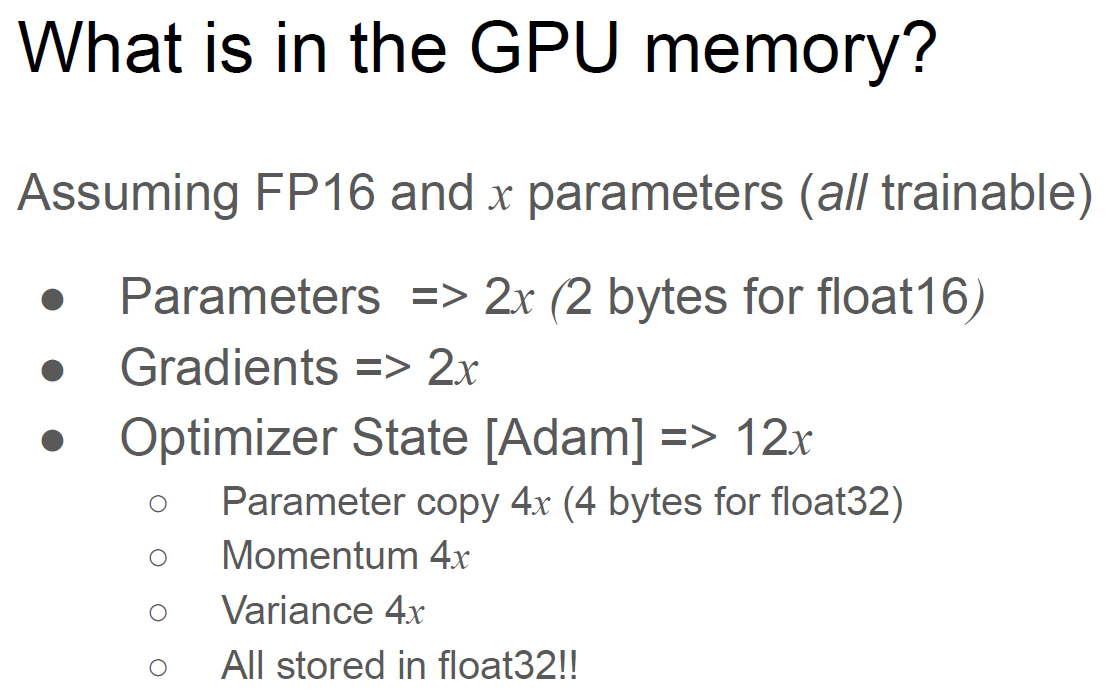 What is in the GPU memory?
Assuming FP16 and x parameters (all trainable)
● Parameters => 2x (2 bytes for float16)
● Gradients => 2x
● Optimizer State [Adam] => 12x
○ Parameter copy 4x (4 bytes for float32)
○ Momentum 4x
○ Variance 4x
○ All stored in float32!!